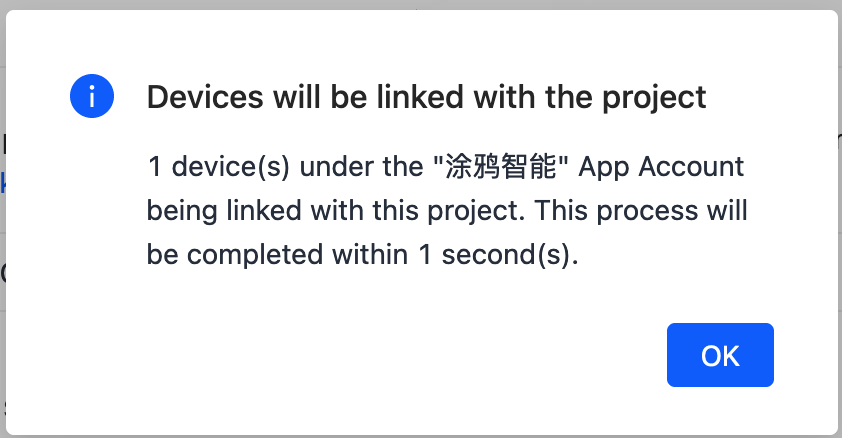 Devices will be linked with the project
1 device(s) under the "涂鸦智能" App Account
being linked with this project. This process will
be completed within 1 second(s).
OK